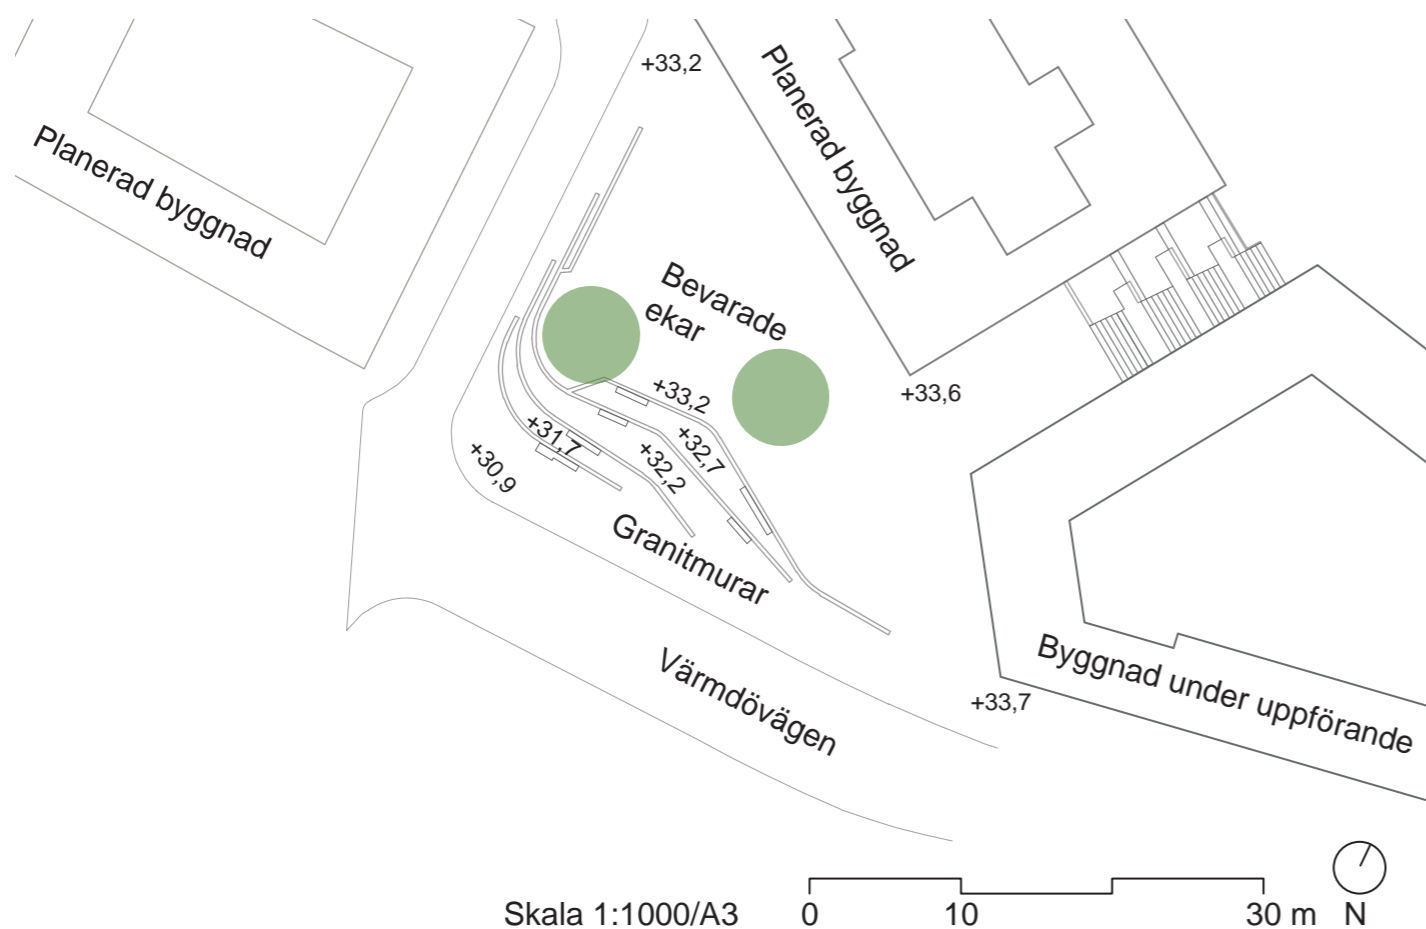 +33,2
Planerad byggnad
Planerad byggnad
Bevarade
ekar
+33,2
+33,6
+32,7
+31,7
+32,2
+30,9
Granitmurar
Värmdövägen
+33,7
Byggnad under uppförande
Skala 1:1000/A3
0 10 30 m N